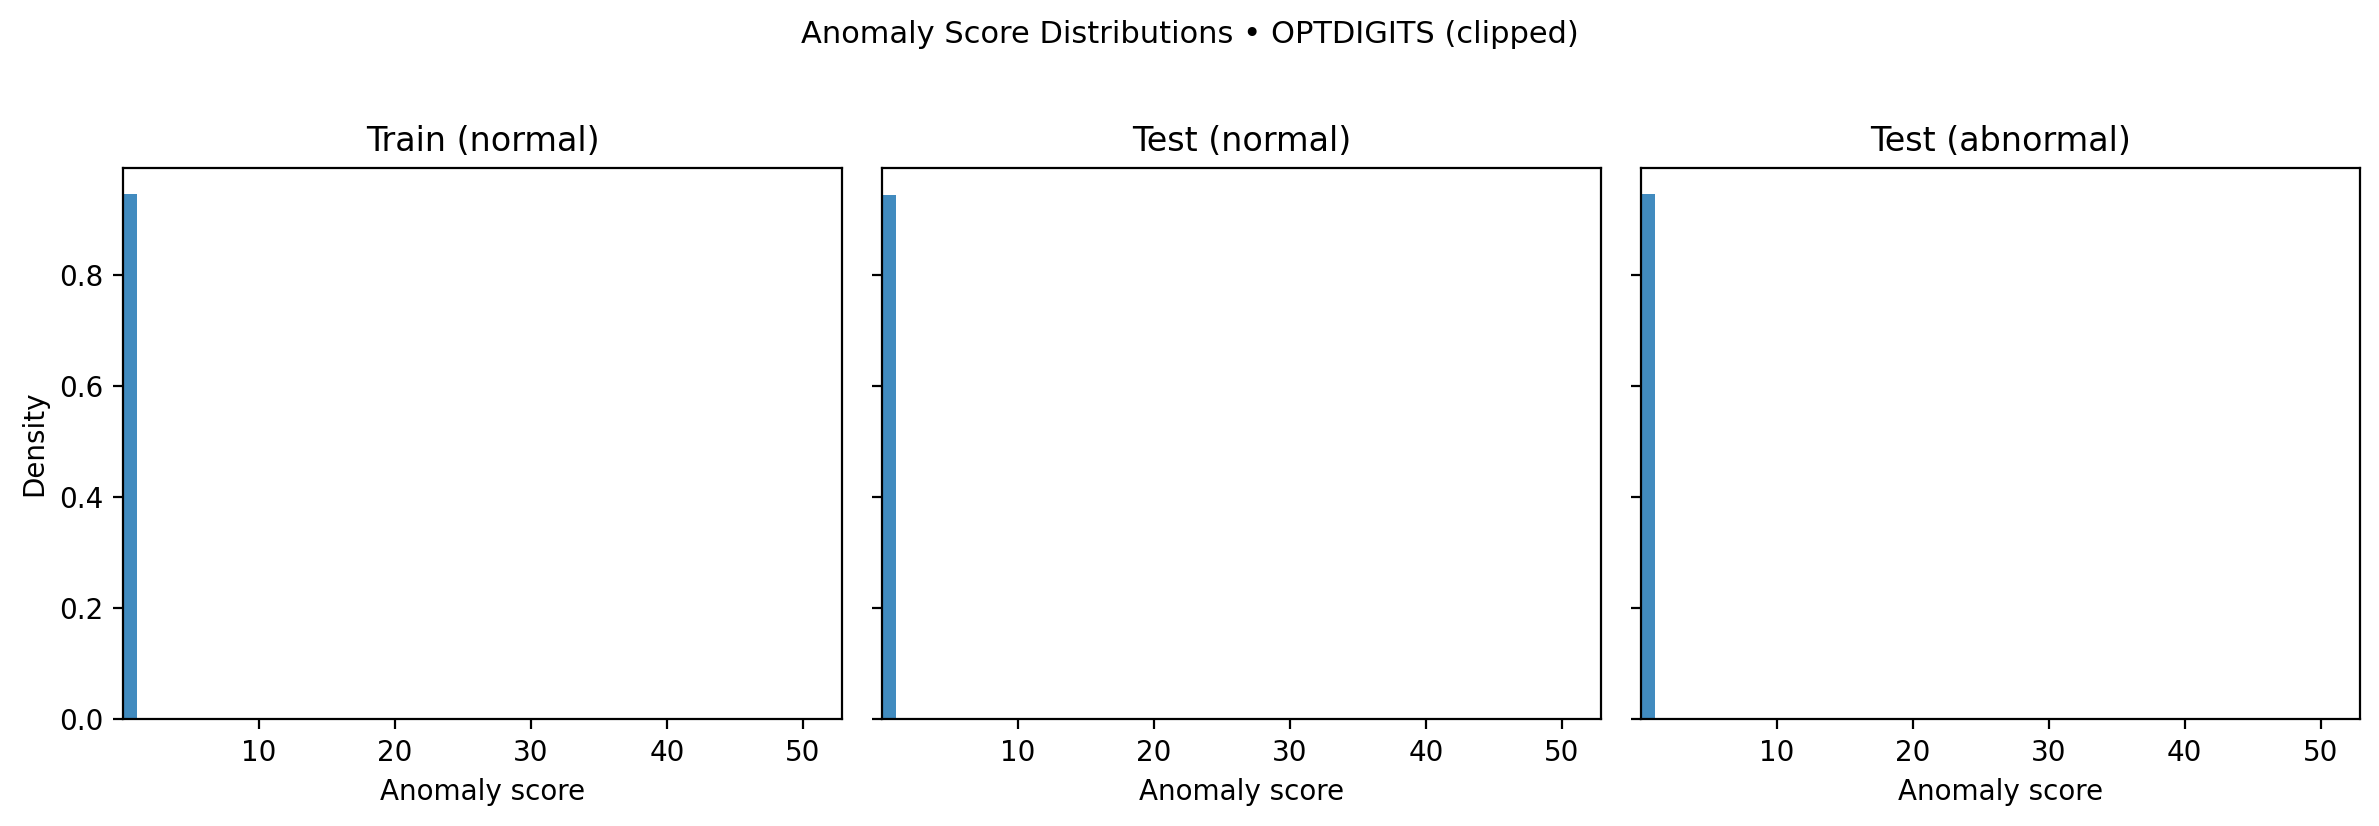 Anomaly Score Distributions • OPTDIGITS (clipped)
Train (normal)
Test (normal)
Test (abnormal)
Density
0.8
0.6
0.4
0.2
0.0
10 20 30 40 50
10 20 30 40 50
10 20 30 40 50
Anomaly score
Anomaly score
Anomaly score